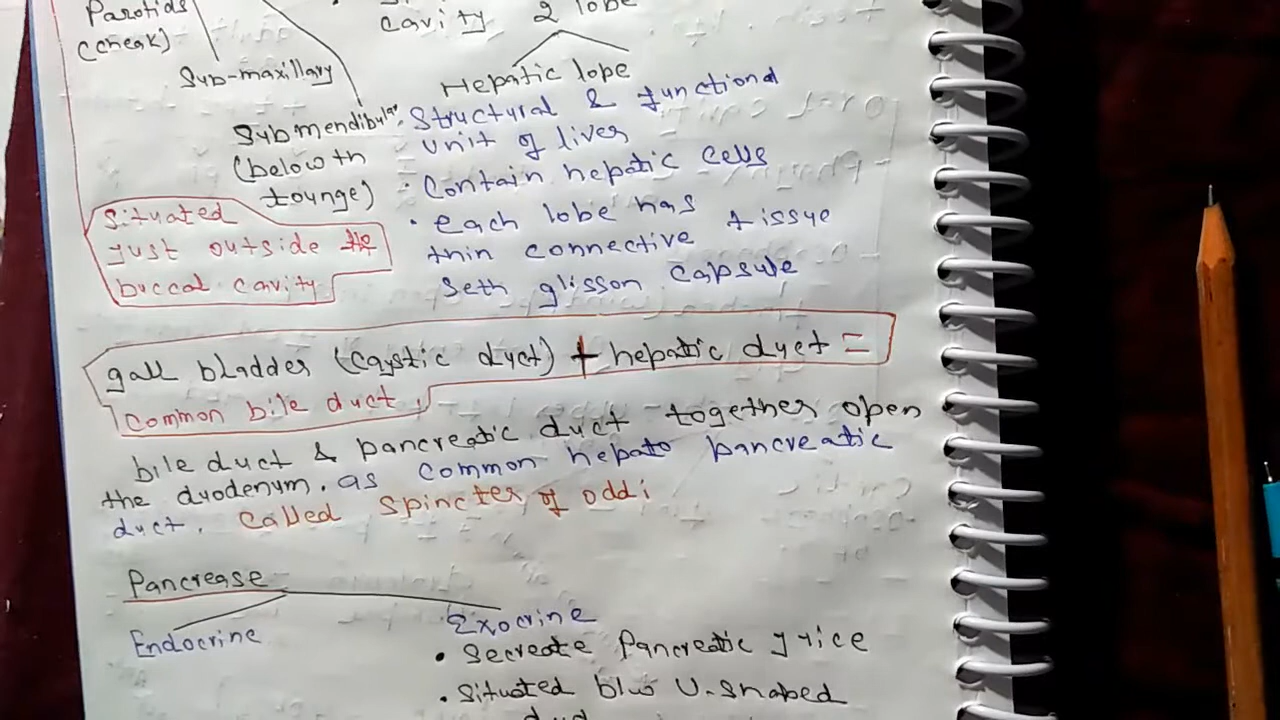 Parotids
(cheak)
Sub-maxillary
Submendibular
(below th
tounge)
situated
just outside the
buccal cavity
cavity 2 lobe
Hepatic lobe
• Structural & functional
unit of liver
• Contain hepatic cells
• each lobe has
thin connective tissue
seth glisson capsule
gall bladder (Caystic duct) + hepatic duct =
Common bile duct,
bile duct & pancreatic duct together open
the duodenum. as common hepato pancreatic
duct. Called Spincter of oddi
Pancrease
Endocrine
Exocrine
• Secreate Pancreatic juice
• Situated b/w U-shaped